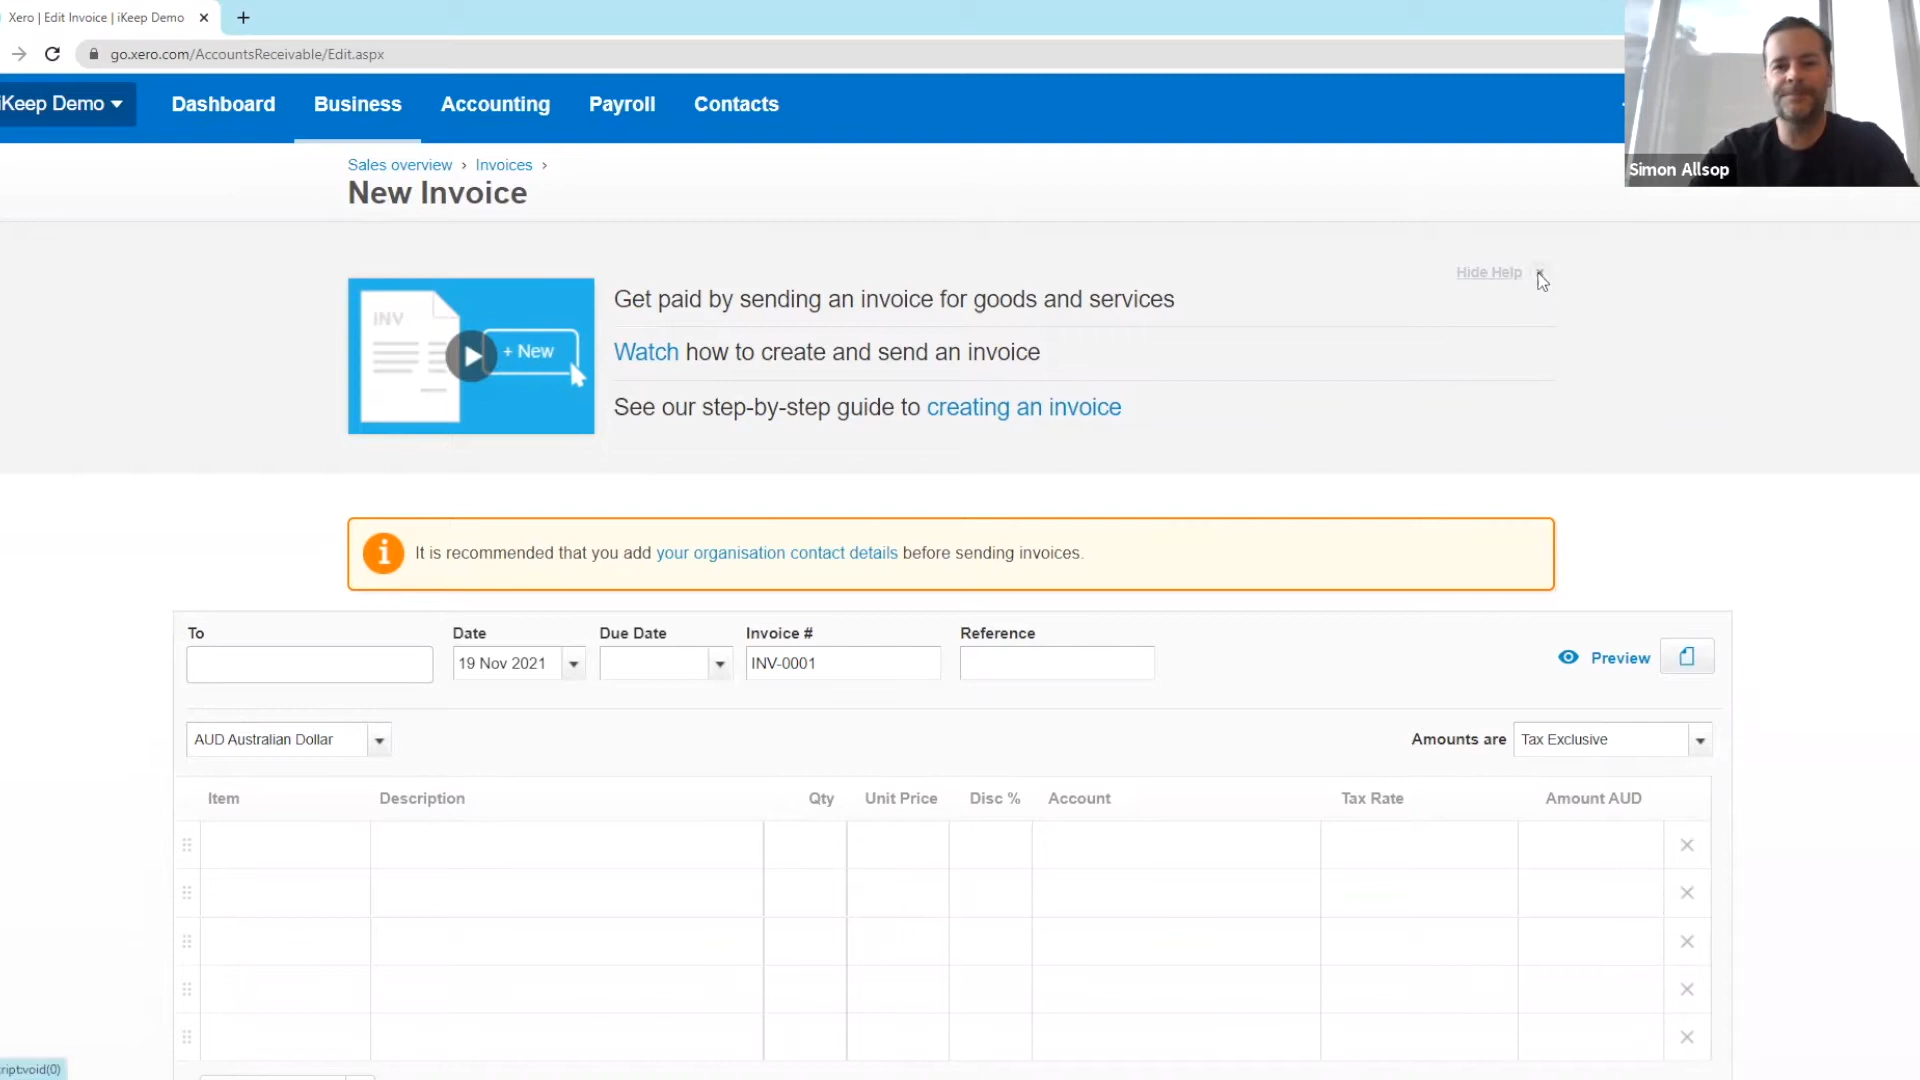 Xero | Edit Invoice | iKeep Demo
go.xero.com/AccountsReceivable/Edit.aspx
iKeep Demo
Dashboard
Business
Accounting
Payroll
Contacts
Simon Allsop
Sales overview › Invoices ›
New Invoice
Hide Help
INV
+ New
Get paid by sending an invoice for goods and services
Watch how to create and send an invoice
See our step-by-step guide to creating an invoice
It is recommended that you add your organisation contact details before sending invoices.
To
Date
Due Date
Invoice #
Reference
19 Nov 2021
INV-0001
Preview
AUD Australian Dollar
Amounts are
Tax Exclusive
Item
Description
Qty
Unit Price
Disc %
Account
Tax Rate
Amount AUD
ript:void(0)